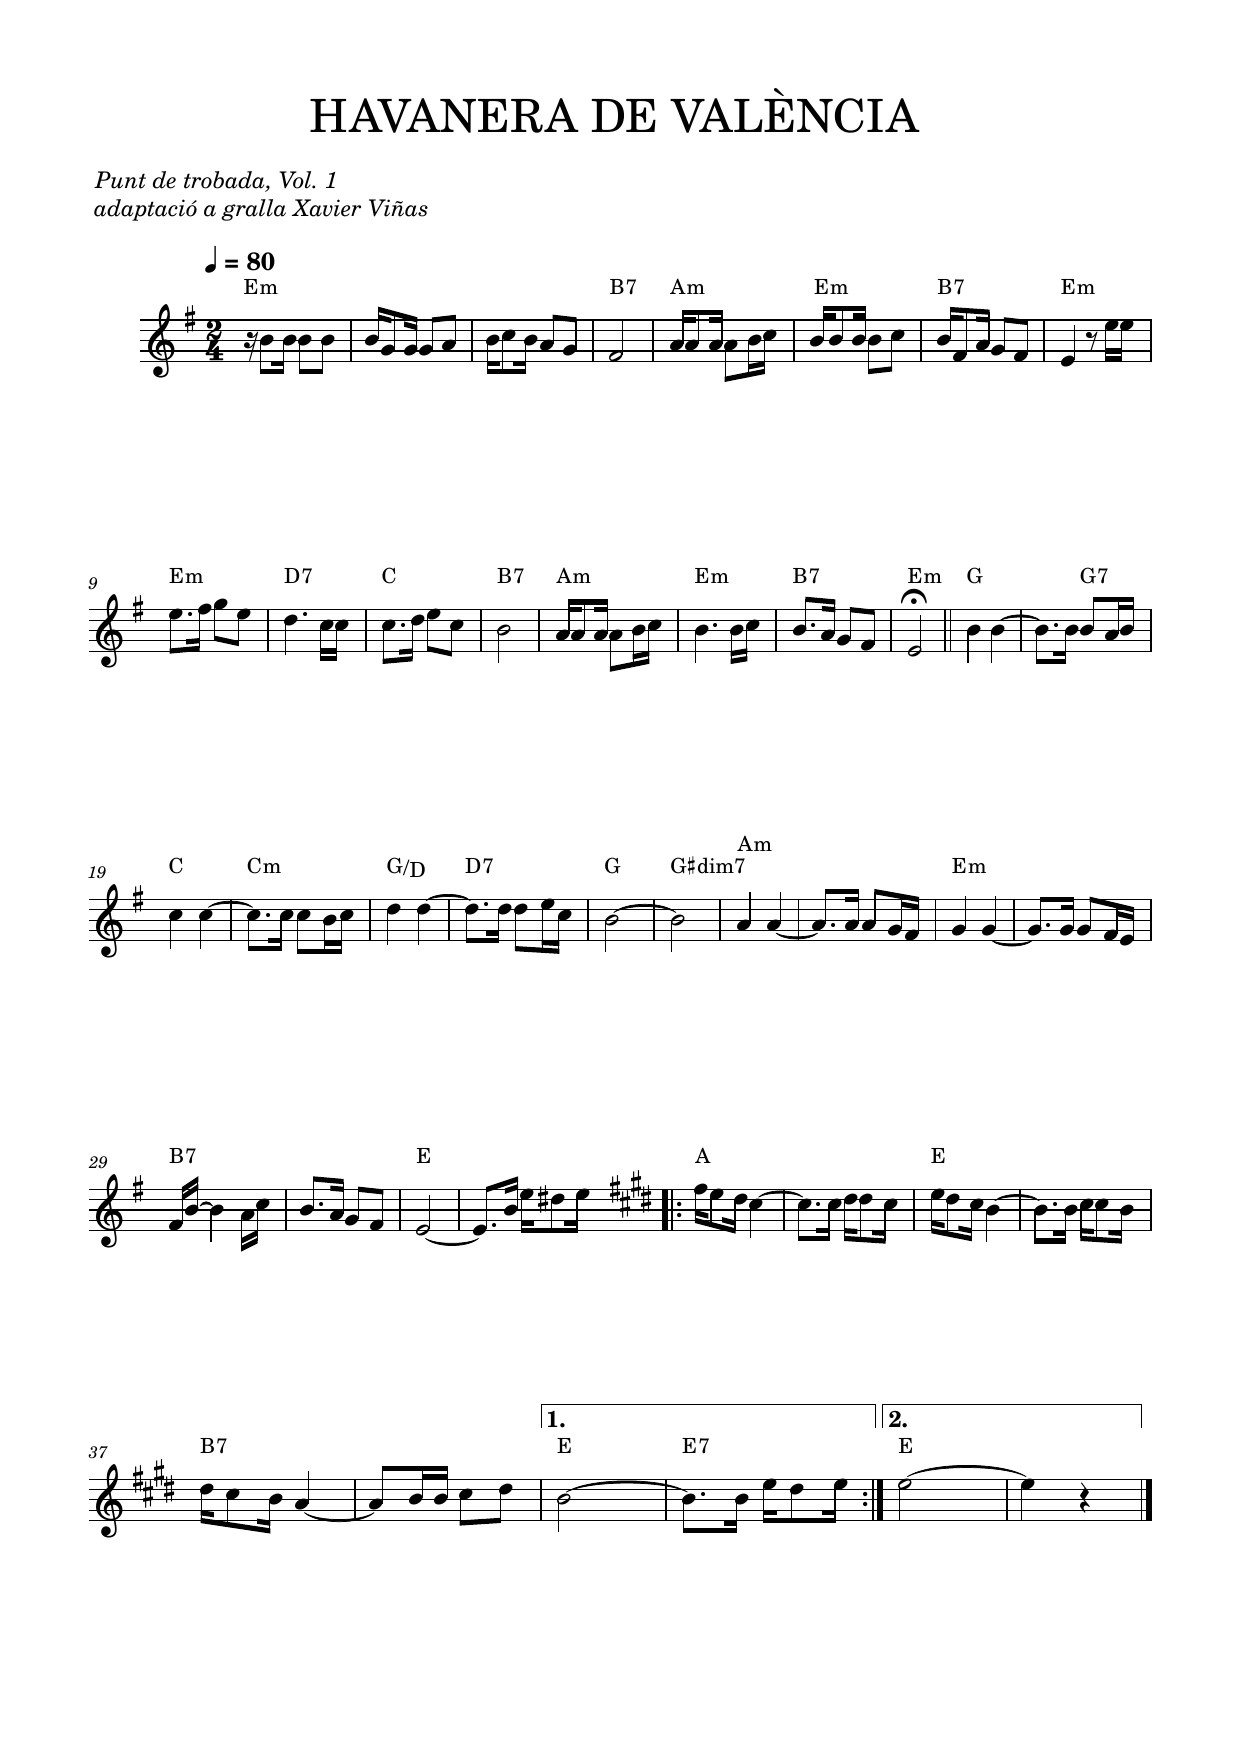 HAVANERA DE VALÈNCIA
Punt de trobada, Vol. 1
adaptació a gralla Xavier Viñas
= 80
Em B7 Am Em B7 Em
2
4
9 Em D7 C B7 Am Em B7 Em G G7
19 C Cm G/D D7 G G♯dim7 Am Em
29 B7 E A E
1. 2.
37 B7 E E7 E